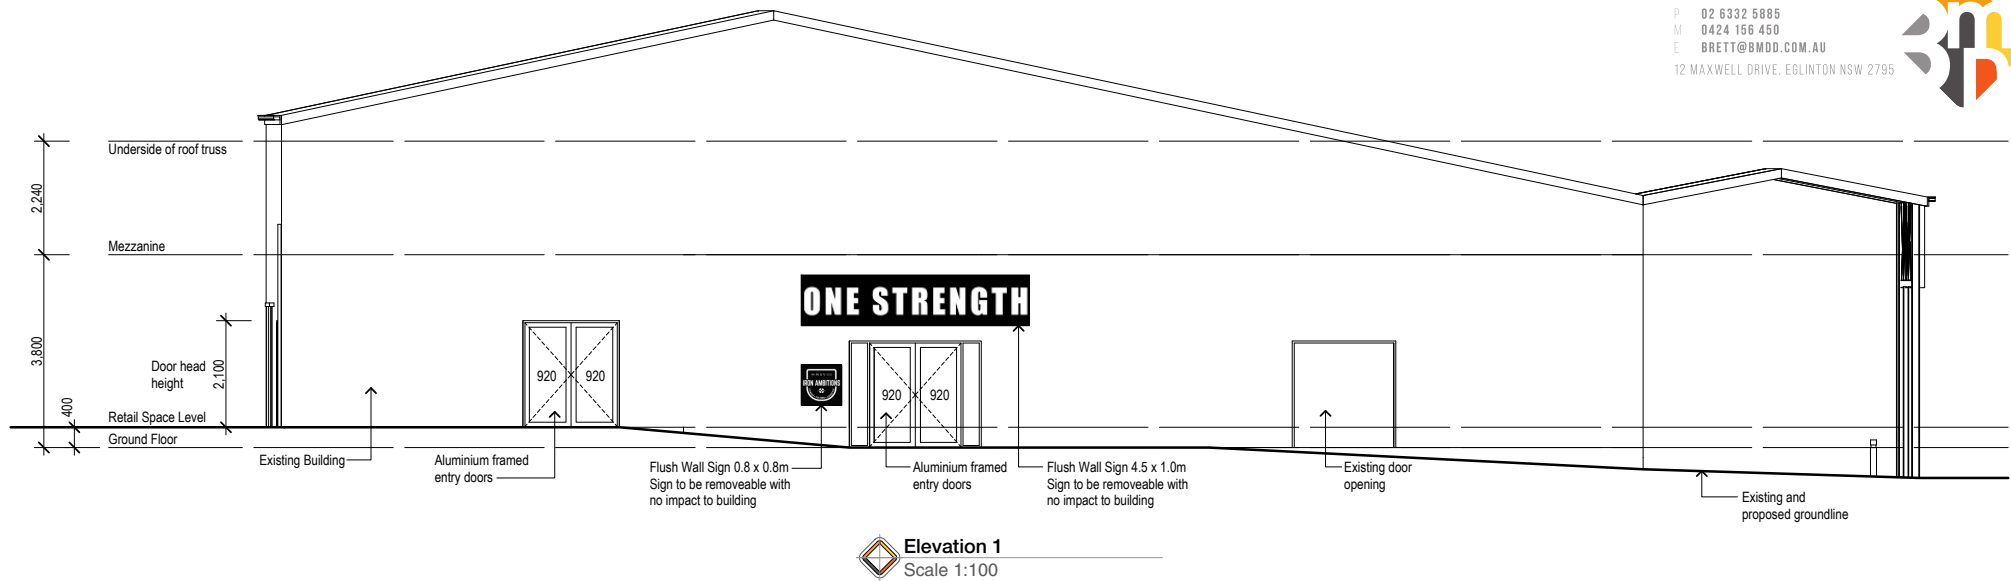 P 02 6332 5885
M 0424 156 450
E BRETT@BMDD.COM.AU
12 MAXWELL DRIVE. EGLINTON NSW 2795
Underside of roof truss
2,240
Mezzanine
ONE STRENGTH
3,800
Door head
height
2,100
920
920
IRON AMBITIONS
920
920
400
Retail Space Level
Ground Floor
Existing Building
Aluminium framed
entry doors
Flush Wall Sign 0.8 x 0.8m
Sign to be removeable with
no impact to building
Aluminium framed
entry doors
Flush Wall Sign 4.5 x 1.0m
Sign to be removeable with
no impact to building
Existing door
opening
Existing and
proposed groundline
Elevation 1
Scale 1:100